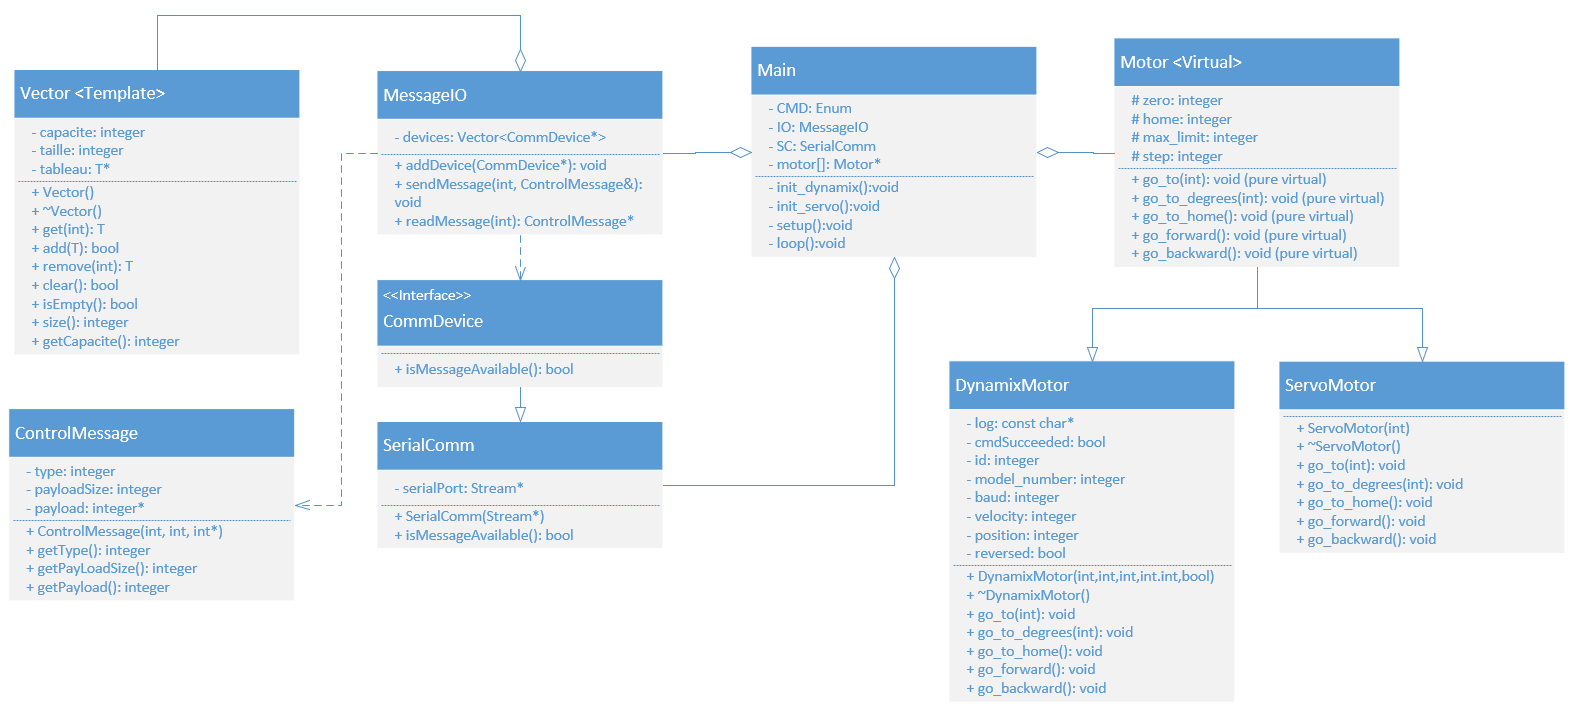 Vector <Template>
- capacite: integer
- taille: integer
- tableau: T*
+ Vector()
+ ~Vector()
+ get(int): T
+ add(T): bool
+ remove(int): T
+ clear(): bool
+ isEmpty(): bool
+ size(): integer
+ getCapacite(): integer
ControlMessage
- type: integer
- payloadSize: integer
- payload: integer*
+ ControlMessage(int, int, int*)
+ getType(): integer
+ getPayLoadSize(): integer
+ getPayload(): integer
MessageIO
- devices: Vector<CommDevice*>
+ addDevice(CommDevice*): void
+ sendMessage(int, ControlMessage&):
void
+ readMessage(int): ControlMessage*
<<Interface>>
CommDevice
+ isMessageAvailable(): bool
SerialComm
- serialPort: Stream*
+ SerialComm(Stream*)
+ isMessageAvailable(): bool
Main
- CMD: Enum
- IO: MessageIO
- SC: SerialComm
- motor[]: Motor*
- init_dynamix():void
- init_servo():void
- setup():void
- loop():void
Motor <Virtual>
# zero: integer
# home: integer
# max_limit: integer
# step: integer
+ go_to(int): void (pure virtual)
+ go_to_degrees(int): void (pure virtual)
+ go_to_home(): void (pure virtual)
+ go_forward(): void (pure virtual)
+ go_backward(): void (pure virtual)
DynamixMotor
- log: const char*
- cmdSucceeded: bool
- id: integer
- model_number: integer
- baud: integer
- velocity: integer
- position: integer
- reversed: bool
+ DynamixMotor(int,int,int,int.int,bool)
+ ~DynamixMotor()
+ go_to(int): void
+ go_to_degrees(int): void
+ go_to_home(): void
+ go_forward(): void
+ go_backward(): void
ServoMotor
+ ServoMotor(int)
+ ~ServoMotor()
+ go_to(int): void
+ go_to_degrees(int): void
+ go_to_home(): void
+ go_forward(): void
+ go_backward(): void